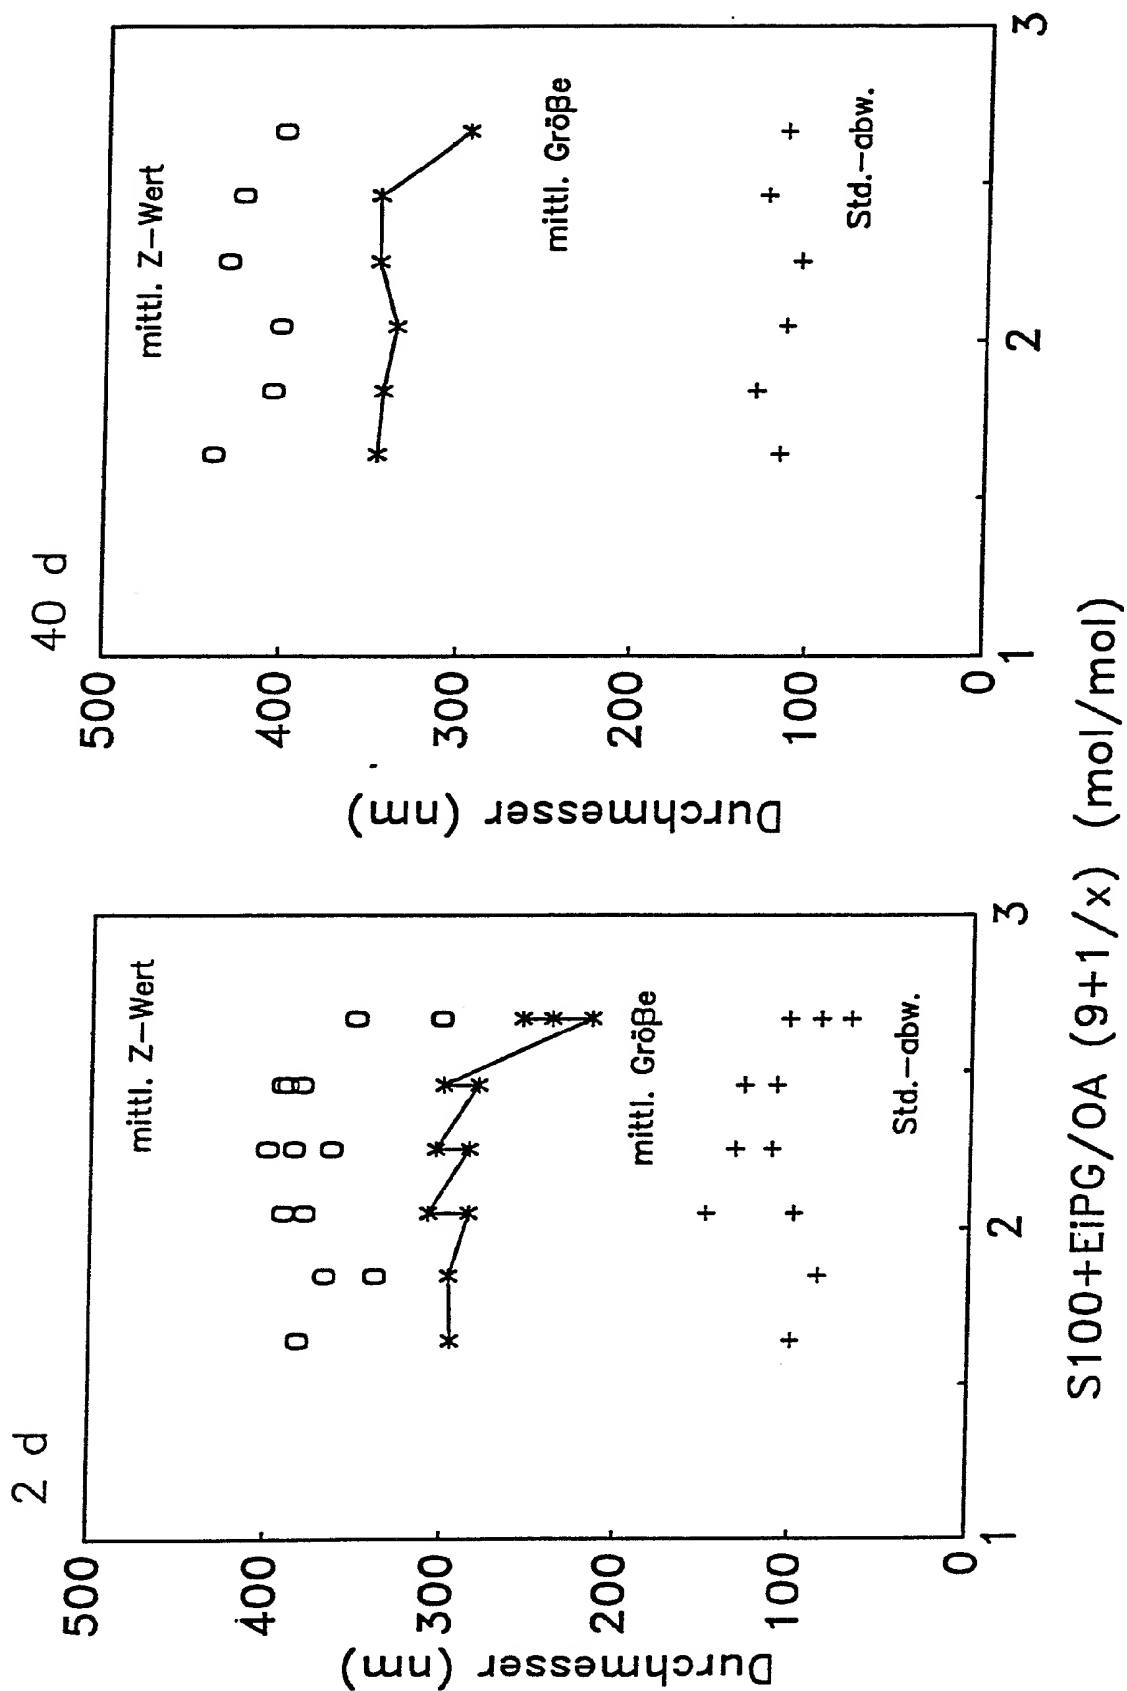 2 d
Durchmesser (nm)
500
400
300
200
100
0
1
2
3
mittl. Z-Wert
mittl. Größe
Std.-abw.
40 d
Durchmesser (nm)
500
400
300
200
100
0
1
2
3
mittl. Z-Wert
mittl. Größe
Std.-abw.
S100+EiPG/OA (9+1/x) (mol/mol)